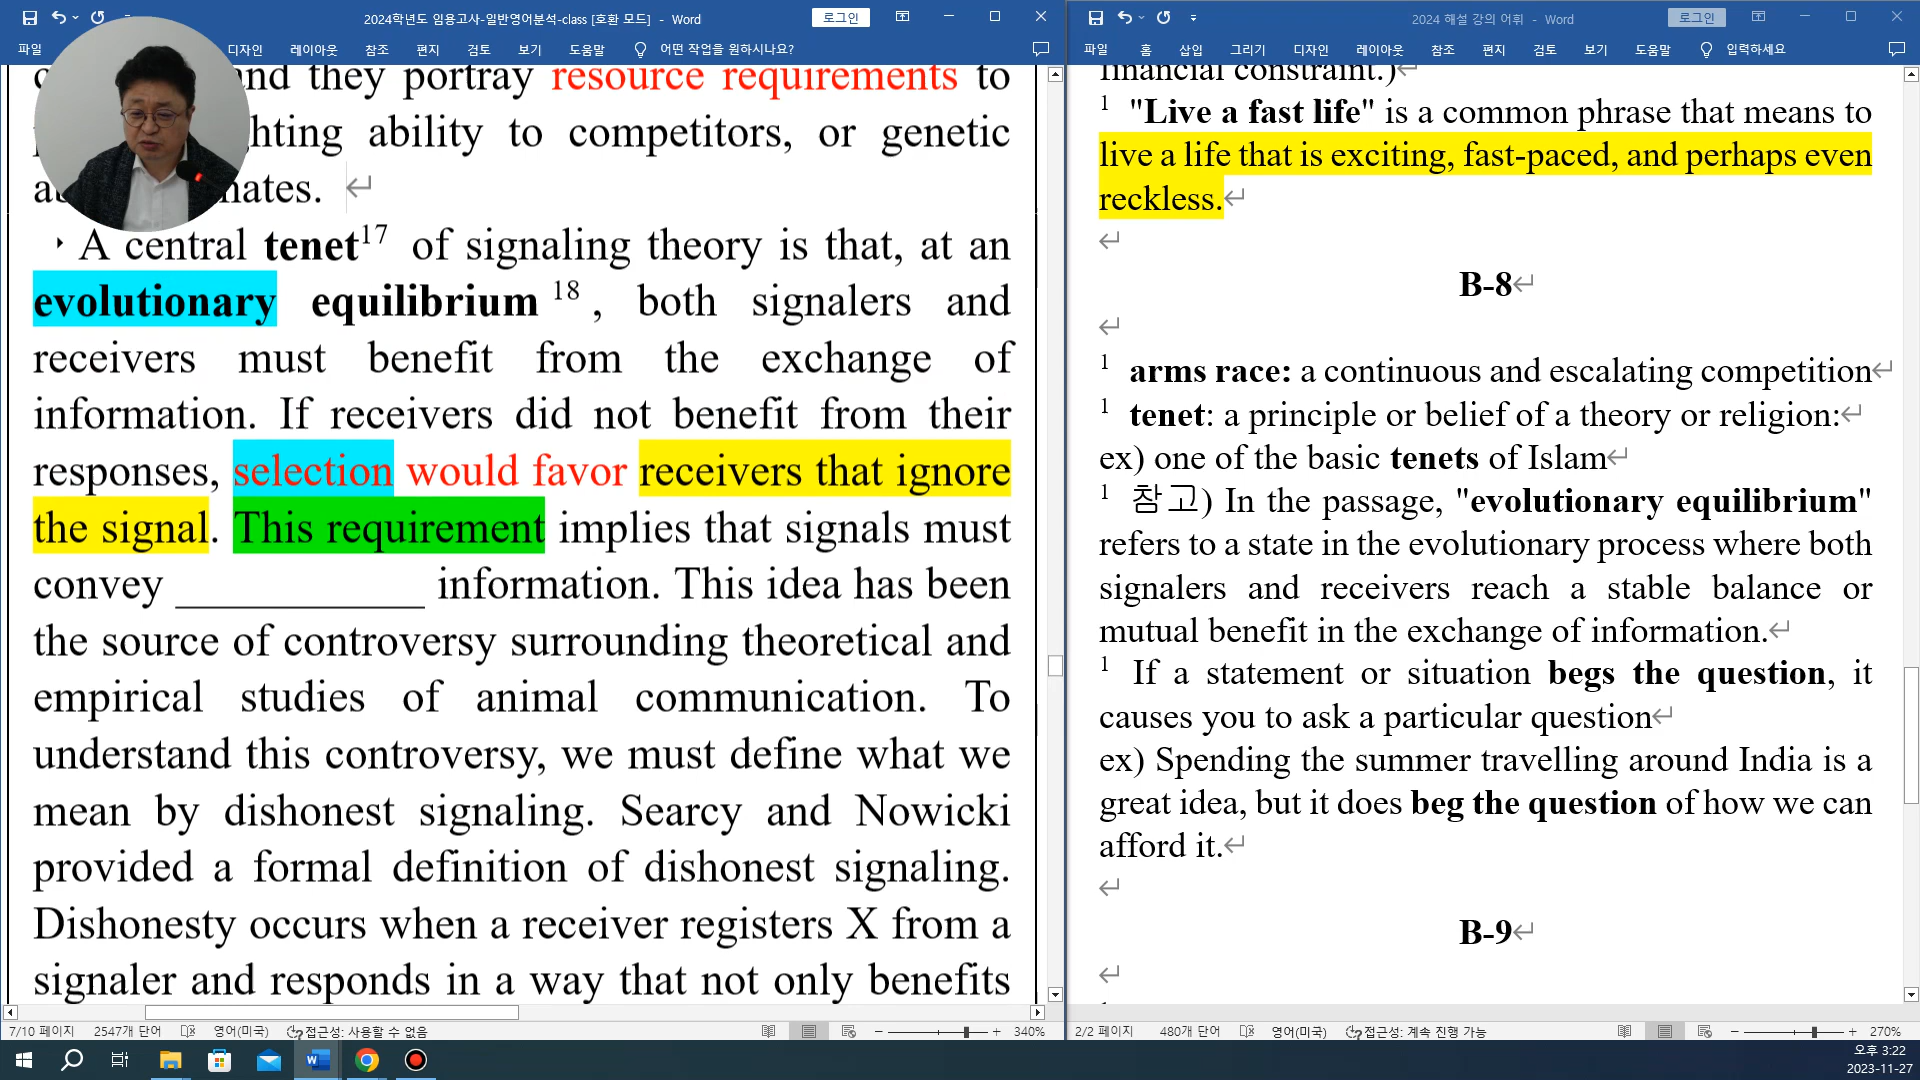 2024학년도 임용고사-일반영어분석-class [호환 모드] - Word
로그인
파일 디자인 레이아웃 참조 편지 검토 보기 도움말 어떤 작업을 원하시나요?
and they portray resource requirements to
ability to competitors, or genetic
mates.
A central tenet17 of signaling theory is that, at an
evolutionary equilibrium 18 , both signalers and
receivers must benefit from the exchange of
information. If receivers did not benefit from their
responses, selection would favor receivers that ignore
the signal. This requirement implies that signals must
convey ____________ information. This idea has been
the source of controversy surrounding theoretical and
empirical studies of animal communication. To
understand this controversy, we must define what we
mean by dishonest signaling. Searcy and Nowicki
provided a formal definition of dishonest signaling.
Dishonesty occurs when a receiver registers X from a
signaler and responds in a way that not only benefits
7/10 페이지 2547개 단어 영어(미국) 접근성: 사용할 수 없음 340%
2024 해설 강의 어휘 - Word
로그인
파일 홈 삽입 그리기 디자인 레이아웃 참조 편지 검토 보기 도움말 입력하세요
financial constraint.)
1 "Live a fast life" is a common phrase that means to
live a life that is exciting, fast-paced, and perhaps even
reckless.
B-8
1 arms race: a continuous and escalating competition
1 tenet: a principle or belief of a theory or religion:
ex) one of the basic tenets of Islam
1 참고) In the passage, "evolutionary equilibrium"
refers to a state in the evolutionary process where both
signalers and receivers reach a stable balance or
mutual benefit in the exchange of information.
1 If a statement or situation begs the question, it
causes you to ask a particular question
ex) Spending the summer travelling around India is a
great idea, but it does beg the question of how we can
afford it.
B-9
2/2 페이지 480개 단어 영어(미국) 접근성: 계속 진행 가능 270%
오후 3:22
2023-11-27